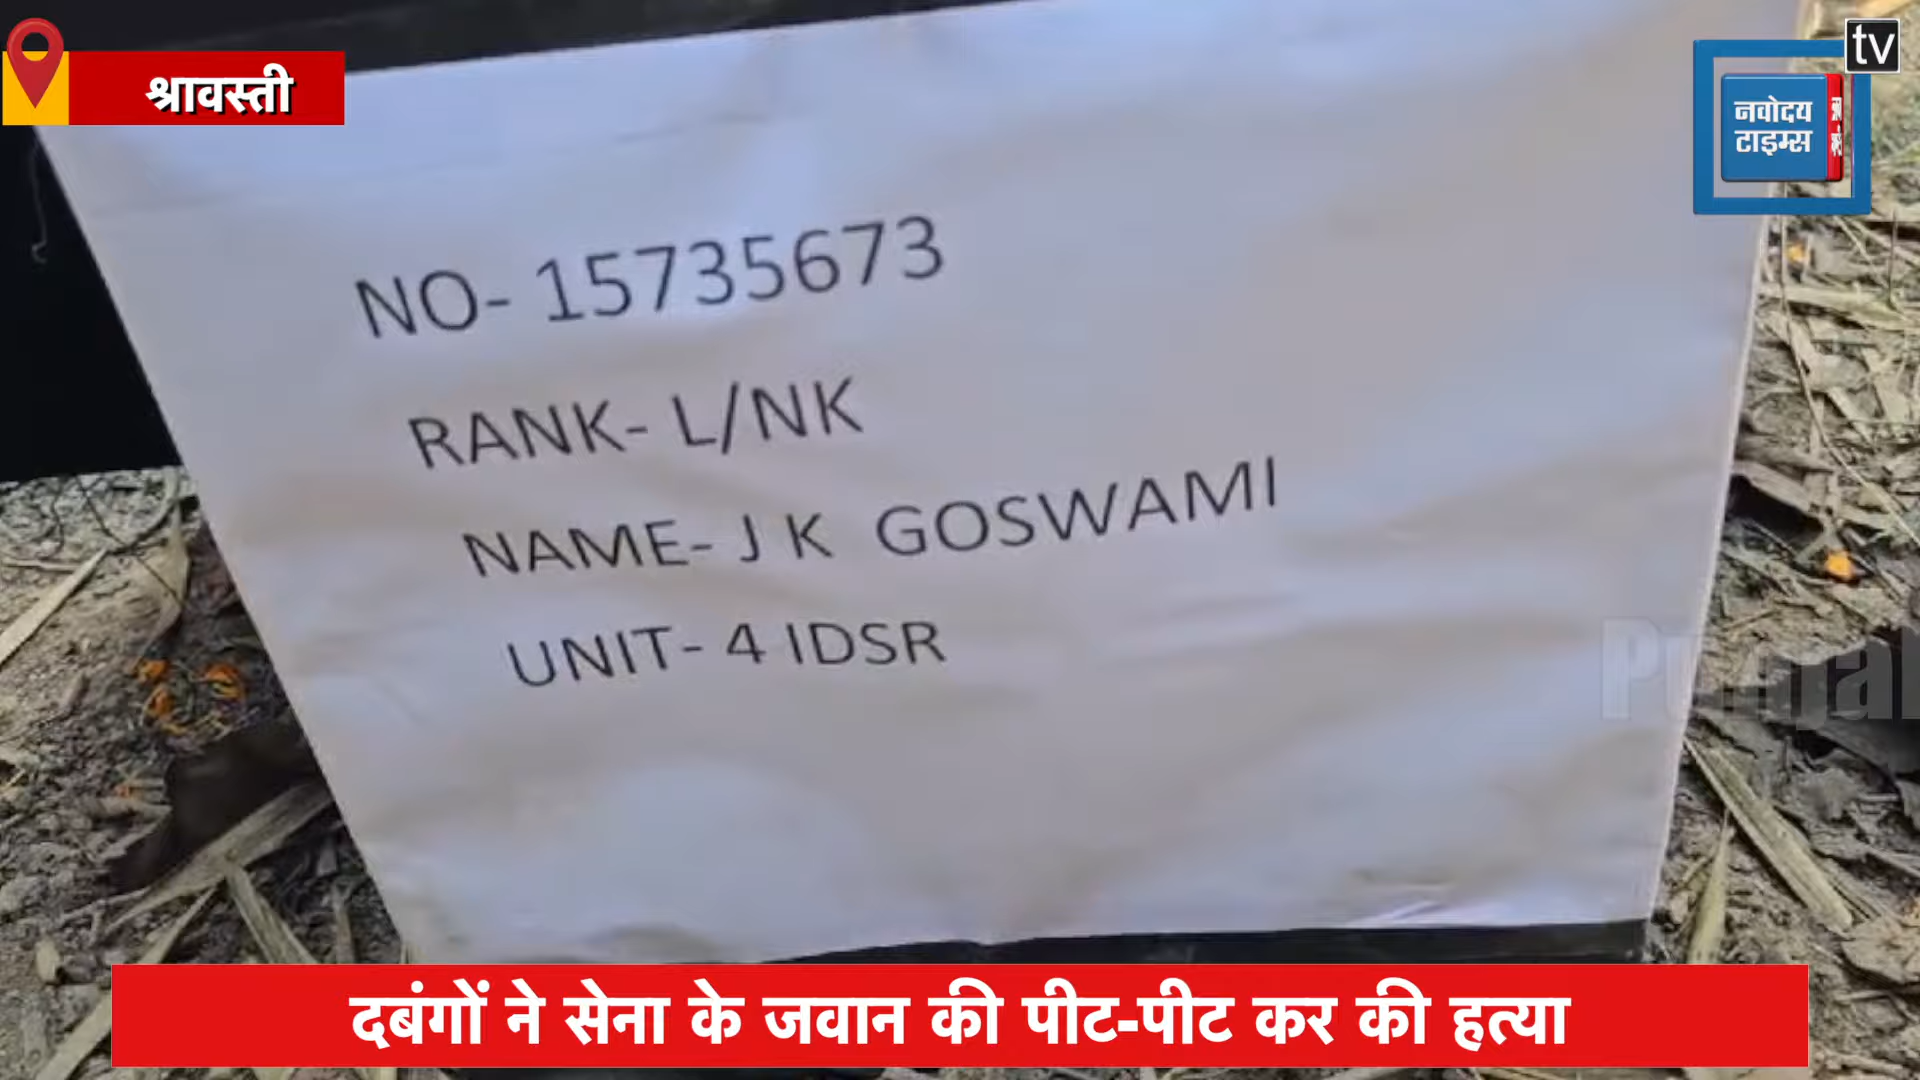 श्रावस्ती
tv
नवोदय
टाइम्स
NO- 15735673
RANK- L/NK
NAME- J K GOSWAMI
UNIT- 4 IDSR
दबंगों ने सेना के जवान की पीट-पीट कर की हत्या